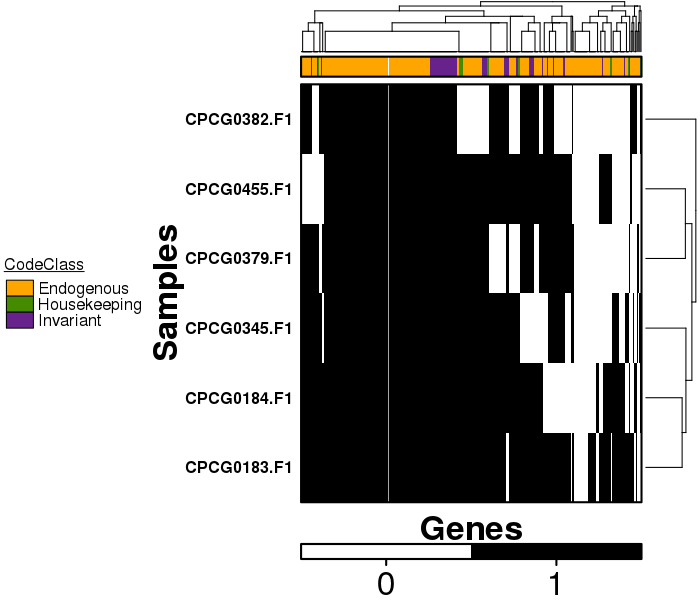 CPCG0382.F1
CPCG0455.F1
CPCG0379.F1
CPCG0345.F1
CPCG0184.F1
CPCG0183.F1
Samples
CodeClass
Endogenous
Housekeeping
Invariant
Genes
0 1